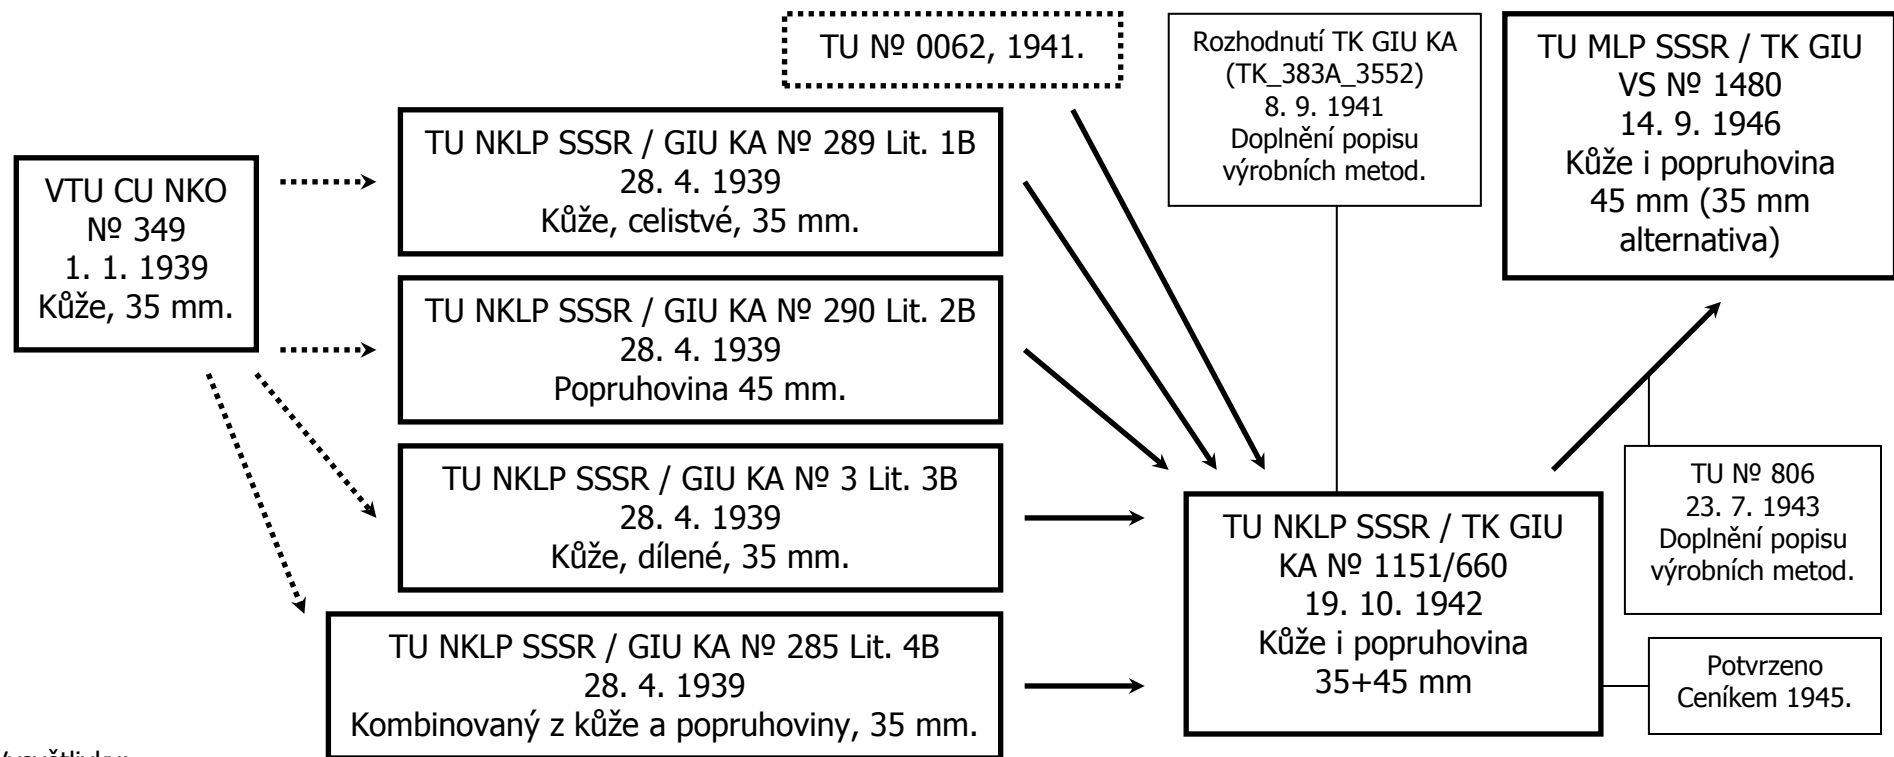 TU № 0062, 1941.
Rozhodnutí TK GIU KA
(TK_383A_3552)
8. 9. 1941
Doplnění popisu
výrobních metod.
TU MLP SSSR / TK GIU
VS № 1480
14. 9. 1946
Kůže i popruhovina
45 mm (35 mm
alternativa)
VTU CU NKO
№ 349
1. 1. 1939
Kůže, 35 mm.
TU NKLP SSSR / GIU KA № 289 Lit. 1B
28. 4. 1939
Kůže, celistvé, 35 mm.
TU NKLP SSSR / GIU KA № 290 Lit. 2B
28. 4. 1939
Popruhovina 45 mm.
TU NKLP SSSR / GIU KA № 3 Lit. 3B
28. 4. 1939
Kůže, dílené, 35 mm.
TU NKLP SSSR / GIU KA № 285 Lit. 4B
28. 4. 1939
Kombinovaný z kůže a popruhoviny, 35 mm.
TU NKLP SSSR / TK GIU
KA № 1151/660
19. 10. 1942
Kůže i popruhovina
35+45 mm
TU № 806
23. 7. 1943
Doplnění popisu
výrobních metod.
Potvrzeno
Ceníkem 1945.